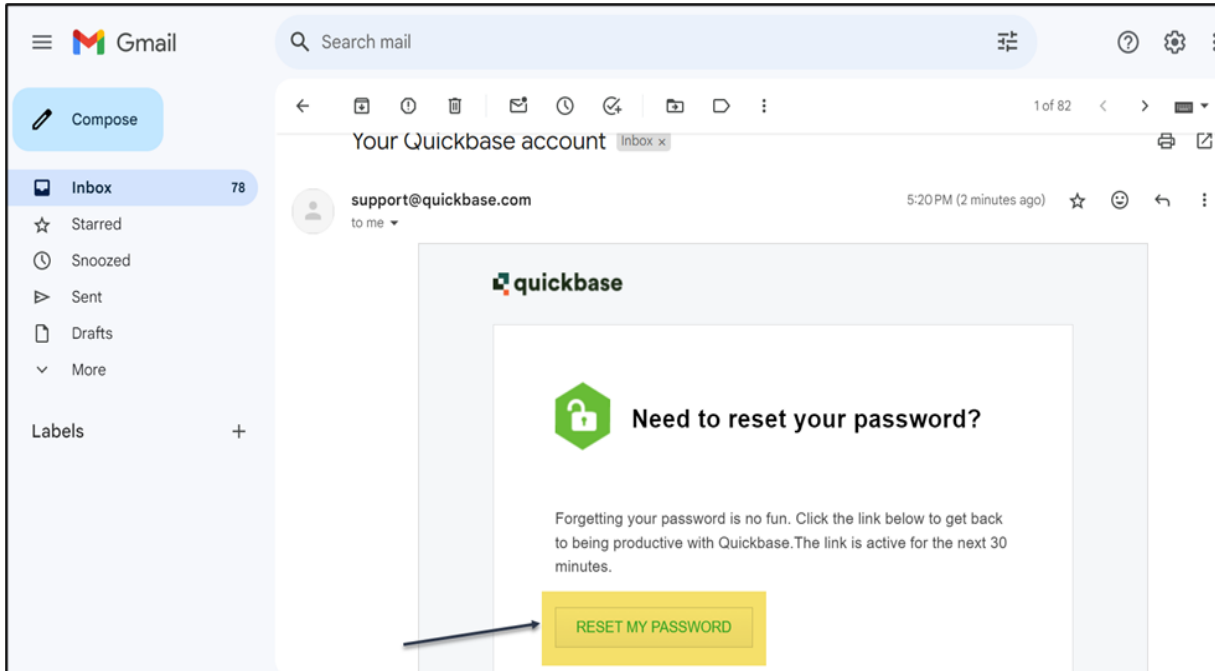 Gmail
Search mail
Compose
1 of 82
Your Quickbase account Inbox x
Inbox 78
support@quickbase.com 5:20 PM (2 minutes ago)
to me
Starred
Snoozed
Sent
Drafts
More
Labels +
quickbase
Need to reset your password?
Forgetting your password is no fun. Click the link below to get back
to being productive with Quickbase.The link is active for the next 30
minutes.
RESET MY PASSWORD